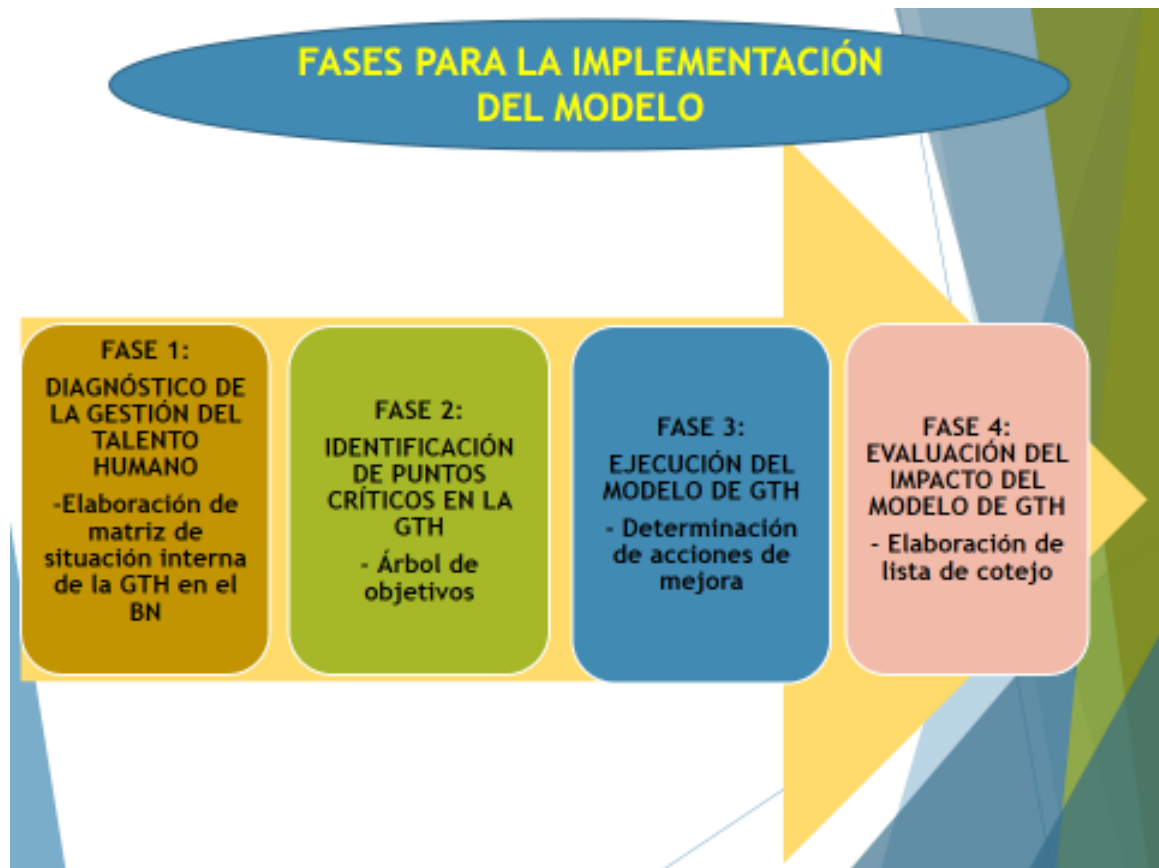 FASES PARA LA IMPLEMENTACIÓN
DEL MODELO
FASE 1:
DIAGNÓSTICO DE
LA GESTIÓN DEL
TALENTO
HUMANO
-Elaboración de
matriz de
situación interna
de la GTH en el
BN
FASE 2:
IDENTIFICACIÓN
DE PUNTOS
CRÍTICOS EN LA
GTH
- Árbol de
objetivos
FASE 3:
EJECUCIÓN DEL
MODELO DE GTH
- Determinación
de acciones de
mejora
FASE 4:
EVALUACIÓN DEL
IMPACTO DEL
MODELO DE GTH
- Elaboración de
lista de cotejo